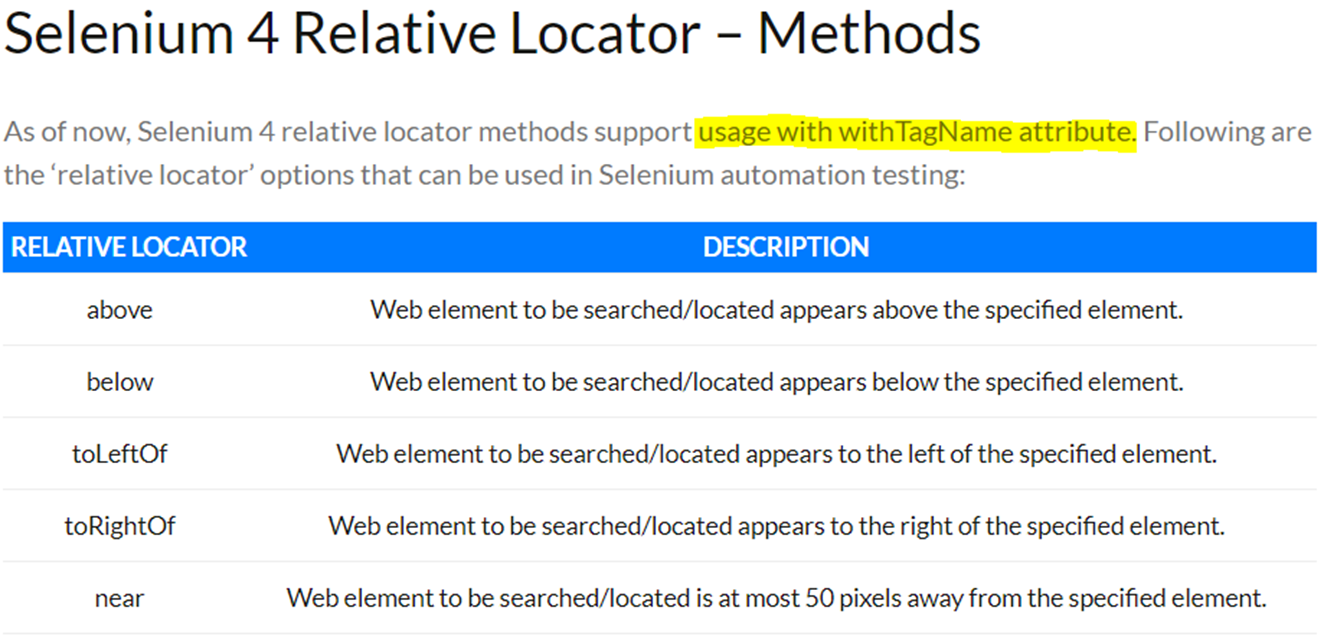 Selenium 4 Relative Locator – Methods
As of now, Selenium 4 relative locator methods support usage with withTagName attribute. Following are
the ‘relative locator’ options that can be used in Selenium automation testing:
RELATIVE LOCATOR DESCRIPTION
above Web element to be searched/located appears above the specified element.
below Web element to be searched/located appears below the specified element.
toLeftOf Web element to be searched/located appears to the left of the specified element.
toRightOf Web element to be searched/located appears to the right of the specified element.
near Web element to be searched/located is at most 50 pixels away from the specified element.